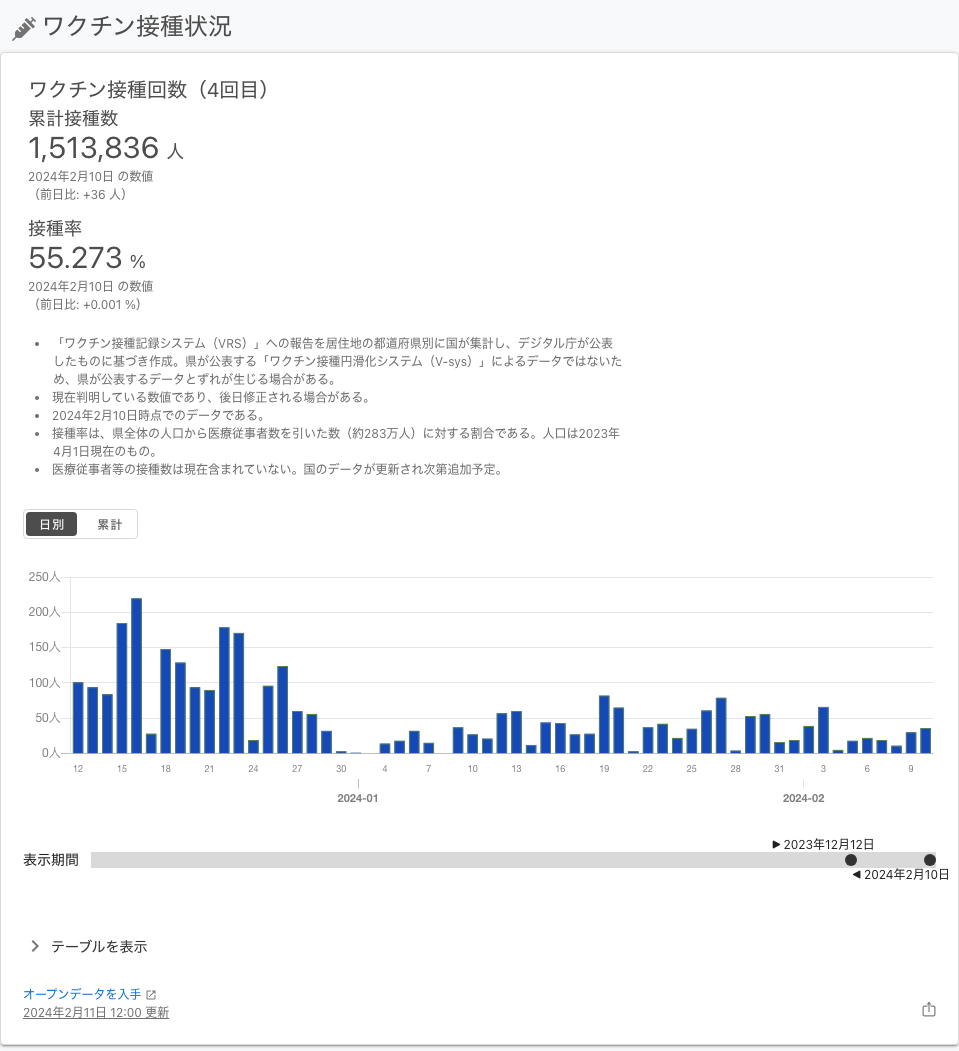 ワクチン接種状況
ワクチン接種回数（4回目）
累計接種数
1,513,836 人
2024年2月10日 の数値
（前日比: +36 人）
接種率
55.273 %
2024年2月10日 の数値
（前日比: +0.001 %）
• 「ワクチン接種記録システム（VRS）」への報告を居住地の都道府県別に国が集計し、デジタル庁が公表
したものに基づき作成。県が公表する「ワクチン接種円滑化システム（V-sys）」によるデータではないた
め、県が公表するデータとずれが生じる場合がある。
• 現在判明している数値であり、後日修正される場合がある。
• 2024年2月10日時点でのデータである。
• 接種率は、県全体の人口から医療従事者数を引いた数（約283万人）に対する割合である。人口は2023年
4月1日現在のもの。
• 医療従事者等の接種数は現在含まれていない。国のデータが更新され次第追加予定。
日別 累計
250人
200人
150人
100人
50人
0人
12 15 18 21 24 27 30 4 7 10 13 16 19 22 25 28 31 3 6 9
2024-01 2024-02
▶ 2023年12月12日
表示期間
◀ 2024年2月10日
テーブルを表示
オープンデータを入手
2024年2月11日 12:00 更新